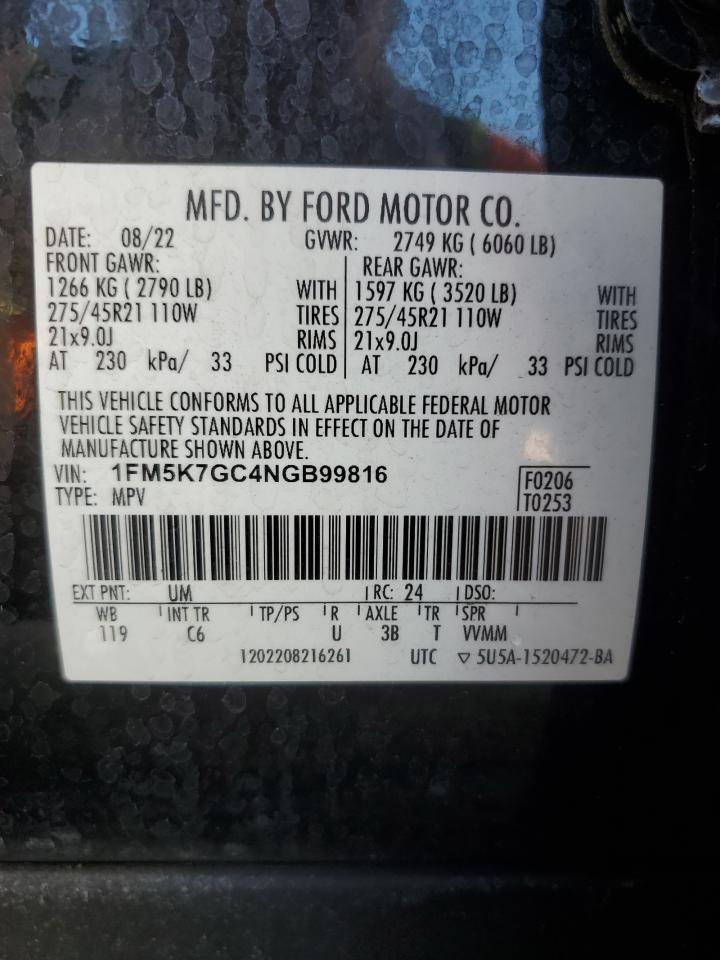 MFD. BY FORD MOTOR CO.
DATE: 08/22 GVWR: 2749 KG ( 6060 LB)
FRONT GAWR: REAR GAWR:
1266 KG ( 2790 LB) WITH 1597 KG ( 3520 LB) WITH
275/45R21 110W TIRES 275/45R21 110W TIRES
21x9.0J RIMS 21x9.0J RIMS
AT 230 kPa/ 33 PSI COLD AT 230 kPa/ 33 PSI COLD
THIS VEHICLE CONFORMS TO ALL APPLICABLE FEDERAL MOTOR
VEHICLE SAFETY STANDARDS IN EFFECT ON THE DATE OF
MANUFACTURE SHOWN ABOVE.
VIN: 1FM5K7GC4NGB99816 F0206
TYPE: MPV T0253
EXT PNT: UM RC: 24 DSO:
WB INT TR TP/PS R AXLE TR SPR
119 C6 U 3B T VVMM
1202208216261 UTC ▽ 5U5A-1520472-BA